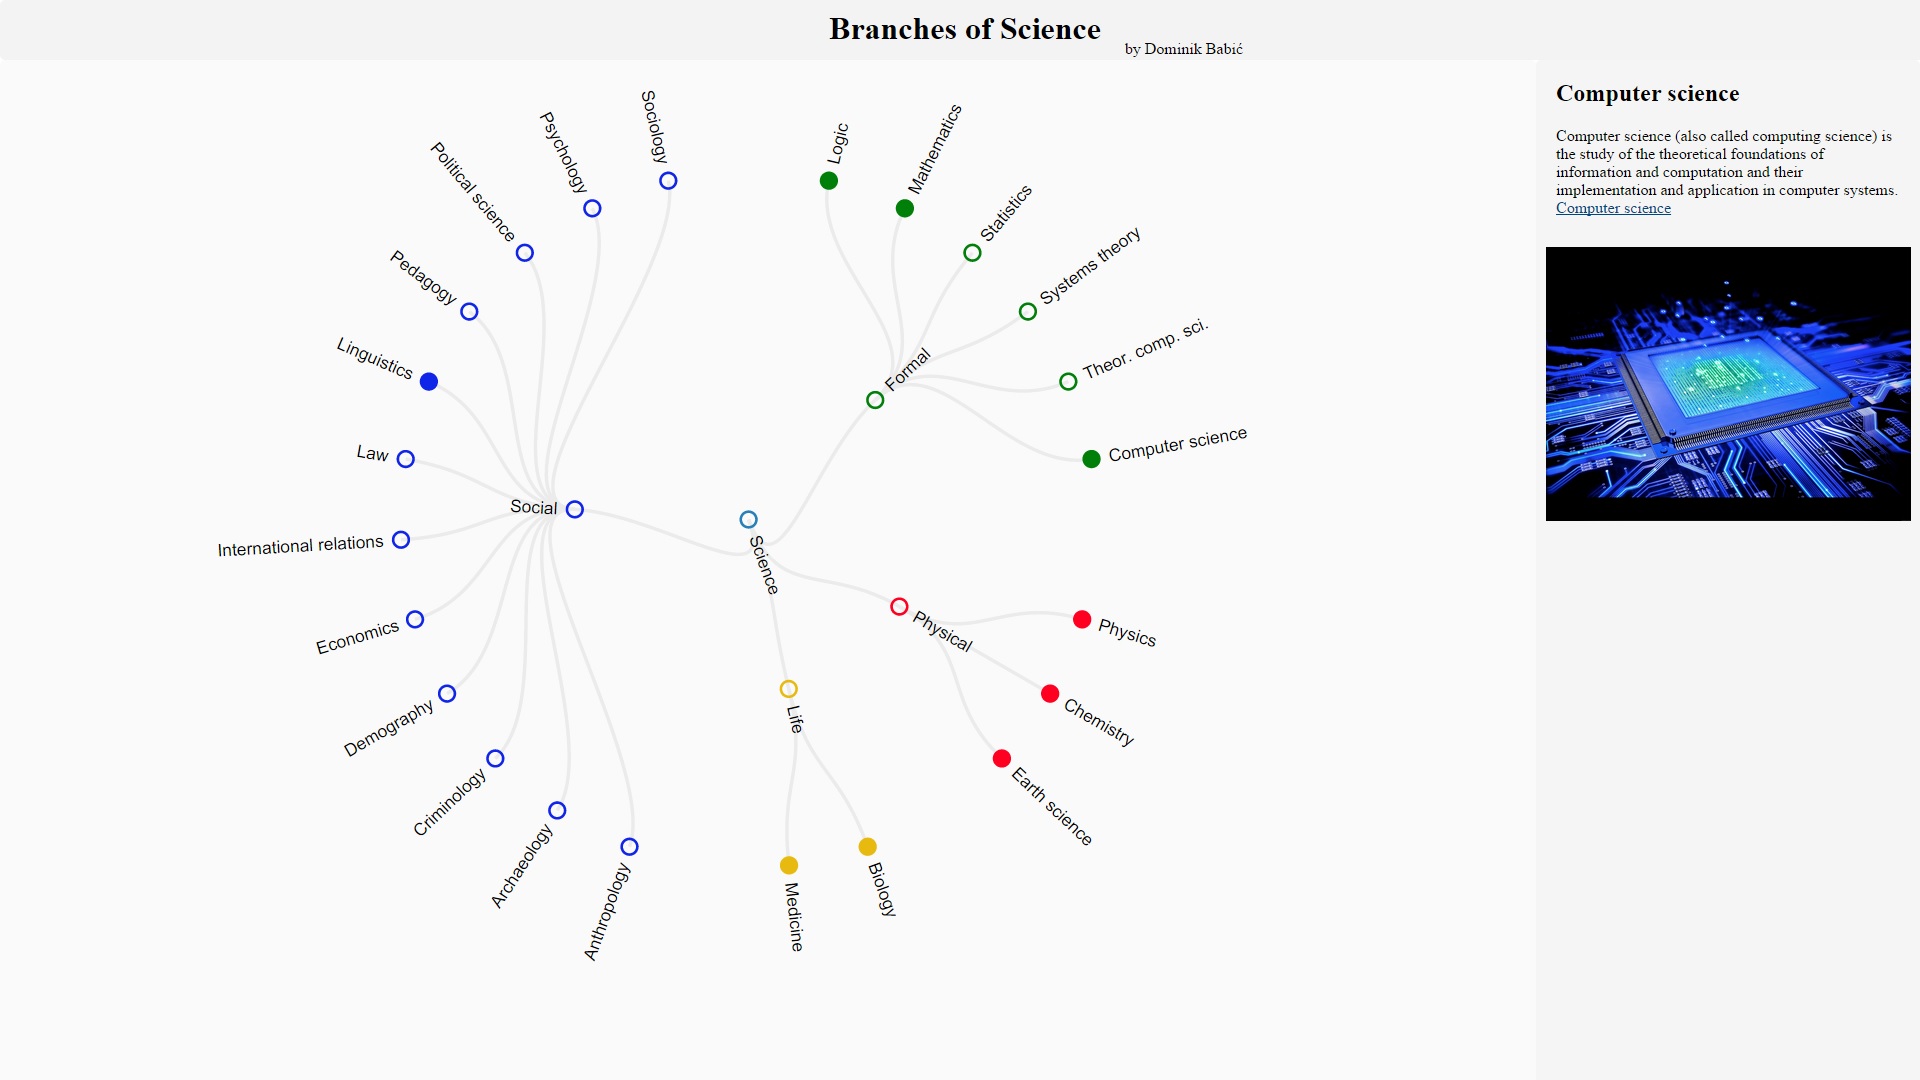 Branches of Science
by Dominik Babić
Computer science
Computer science (also called computing science) is
the study of the theoretical foundations of
information and computation and their
implementation and application in computer systems.
Computer science
Sociology
Psychology
Political science
Pedagogy
Linguistics
Law
Social
International relations
Economics
Demography
Criminology
Archaeology
Anthropology
Logic
Mathematics
Statistics
Systems theory
Theor. comp. sci.
Formal
Computer science
Science
Physical
Physics
Chemistry
Earth science
Life
Biology
Medicine